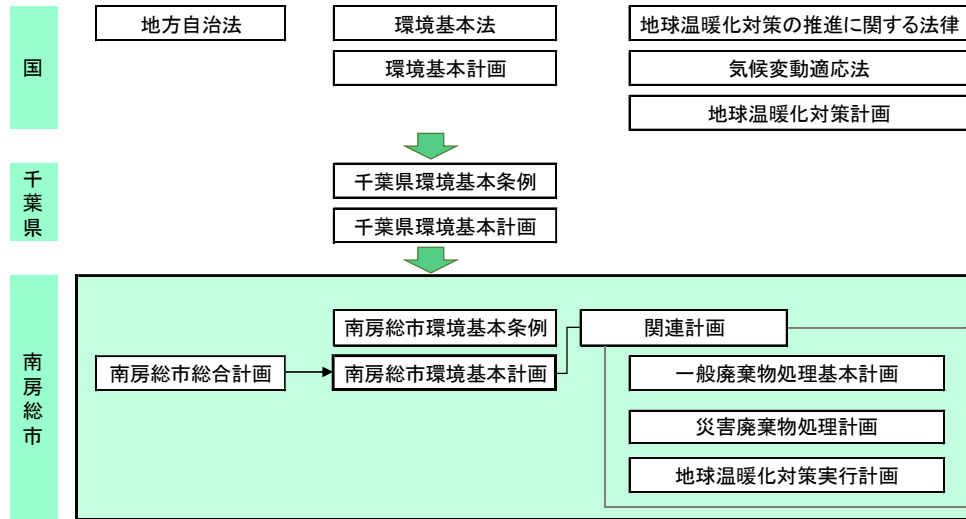 国
地方自治法
環境基本法
地球温暖化対策の推進に関する法律
環境基本計画
気候変動適応法
地球温暖化対策計画
千葉県
千葉県環境基本条例
千葉県環境基本計画
南房総市
南房総市環境基本条例
関連計画
南房総市総合計画
南房総市環境基本計画
一般廃棄物処理基本計画
災害廃棄物処理計画
地球温暖化対策実行計画